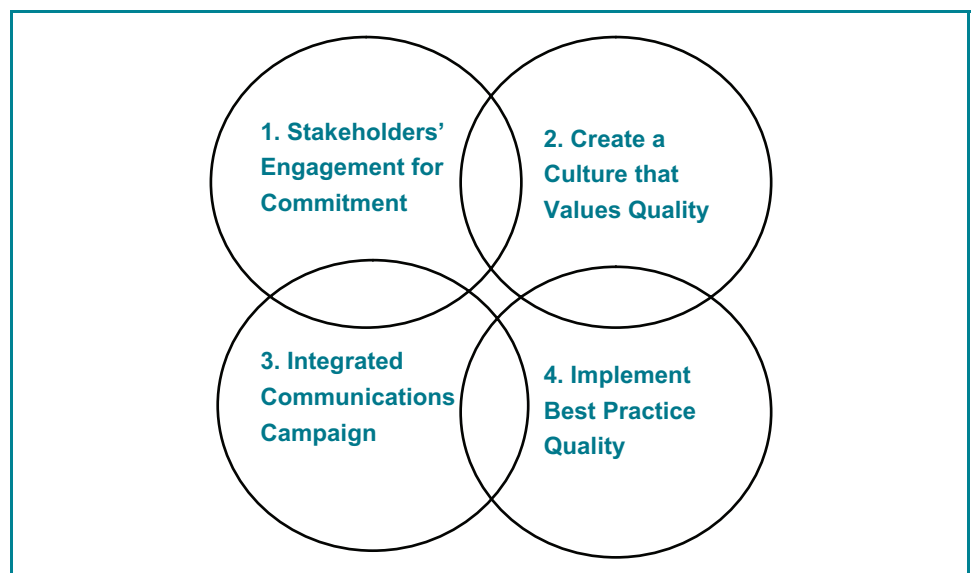 1. Stakeholders’
Engagement for
Commitment
2. Create a
Culture that
Values Quality
3. Integrated
Communications
Campaign
4. Implement
Best Practice
Quality